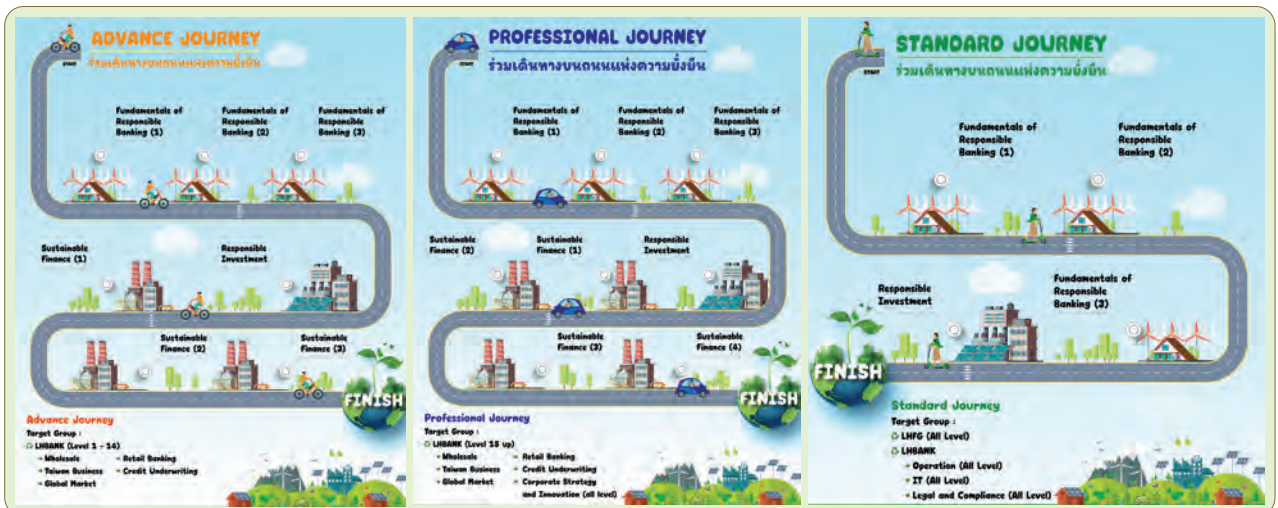 ADVANCE JOURNEY
ร่วมเดินทางบนถนนแห่งความยั่งยืน
START
Fundamentals of
Responsible
Banking (1)
Fundamentals of
Responsible
Banking (2)
Fundamentals of
Responsible
Banking (3)
Sustainable
Finance (1)
Responsible
Investment
Sustainable
Finance (2)
Sustainable
Finance (3)
FINISH
Advance Journey
Target Group :
LHBANK (Level 1 - 14)
Wholesale
Taiwan Business
Global Market
Retail Banking
Credit Underwriting
PROFESSIONAL JOURNEY
ร่วมเดินทางบนถนนแห่งความยั่งยืน
START
Fundamentals of
Responsible
Banking (1)
Fundamentals of
Responsible
Banking (2)
Fundamentals of
Responsible
Banking (3)
Sustainable
Finance (2)
Sustainable
Finance (1)
Responsible
Investment
Sustainable
Finance (3)
Sustainable
Finance (4)
FINISH
Professional Journey
Target Group :
LHBANK (Level 15 up)
Wholesale
Taiwan Business
Global Market
Retail Banking
Credit Underwriting
Corporate Strategy
and Innovation (all level)
STANDARD JOURNEY
ร่วมเดินทางบนถนนแห่งความยั่งยืน
START
Fundamentals of
Responsible
Banking (1)
Fundamentals of
Responsible
Banking (2)
Responsible
Investment
Fundamentals of
Responsible
Banking (3)
FINISH
Standard Journey
Target Group :
LHFG (All Level)
LHBANK
Operation (All Level)
IT (All Level)
Legal and Compliance (All Level)